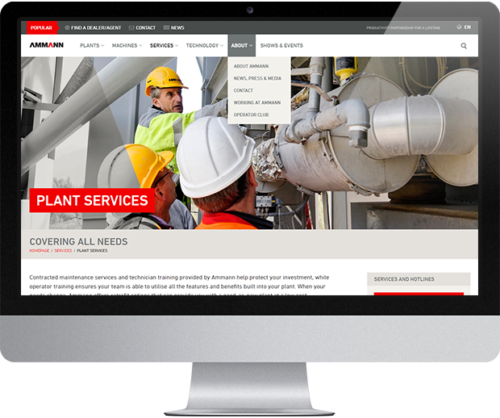 POPULAR FIND A DEALER/AGENT CONTACT NEWS PRODUCTIVITY PARTNERSHIP FOR A LIFETIME EN
AMMANN PLANTS MACHINES SERVICES TECHNOLOGY ABOUT SHOWS & EVENTS
ABOUT AMMANN
NEWS, PRESS & MEDIA
CONTACT
WORKING AT AMMANN
OPERATOR CLUB
PLANT SERVICES
COVERING ALL NEEDS
HOMEPAGE / SERVICES / PLANT SERVICES
Contracted maintenance services and technician training provided by Ammann help protect your investment, while
operator training ensures your team is able to utilise all the features and benefits built into your plant. When your
SERVICES AND HOTLINES